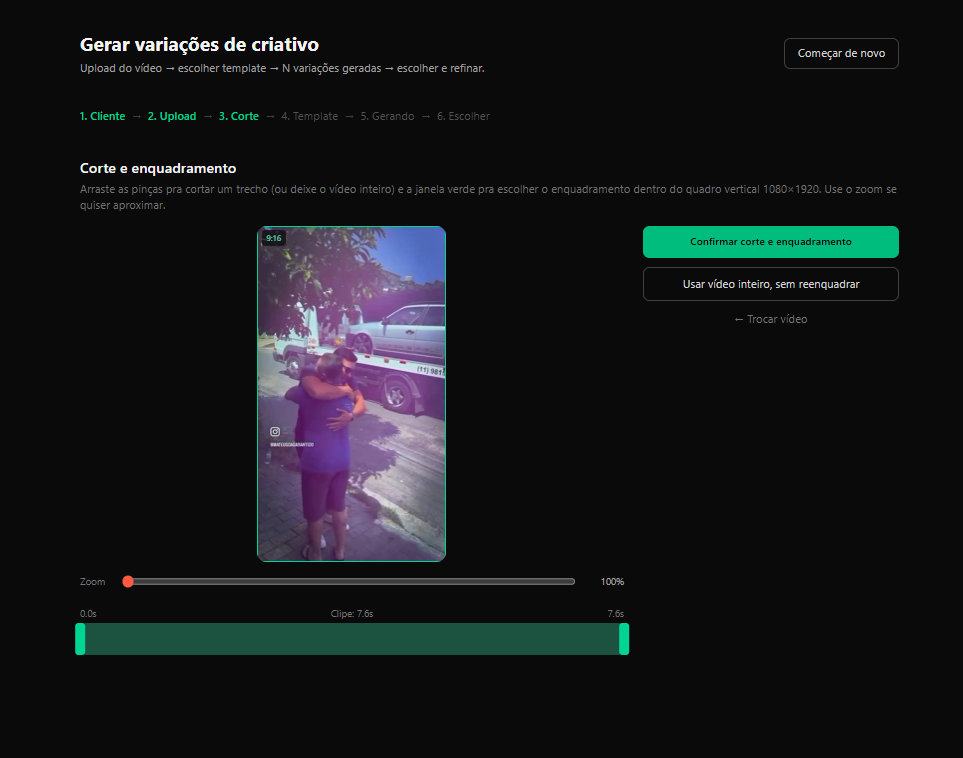 Gerar variações de criativo
Começar de novo
Upload do vídeo → escolher template → N variações geradas → escolher e refinar.
1. Cliente → 2. Upload → 3. Corte → 4. Template → 5. Gerando → 6. Escolher
Corte e enquadramento
Arraste as pinças pra cortar um trecho (ou deixe o vídeo inteiro) e a janela verde pra escolher o enquadramento dentro do quadro vertical 1080×1920. Use o zoom se
quiser aproximar.
9:16
Confirmar corte e enquadramento
Usar vídeo inteiro, sem reenquadrar
← Trocar vídeo
(11) 981
Zoom
100%
0.0s
Clipe: 7.6s
7.6s